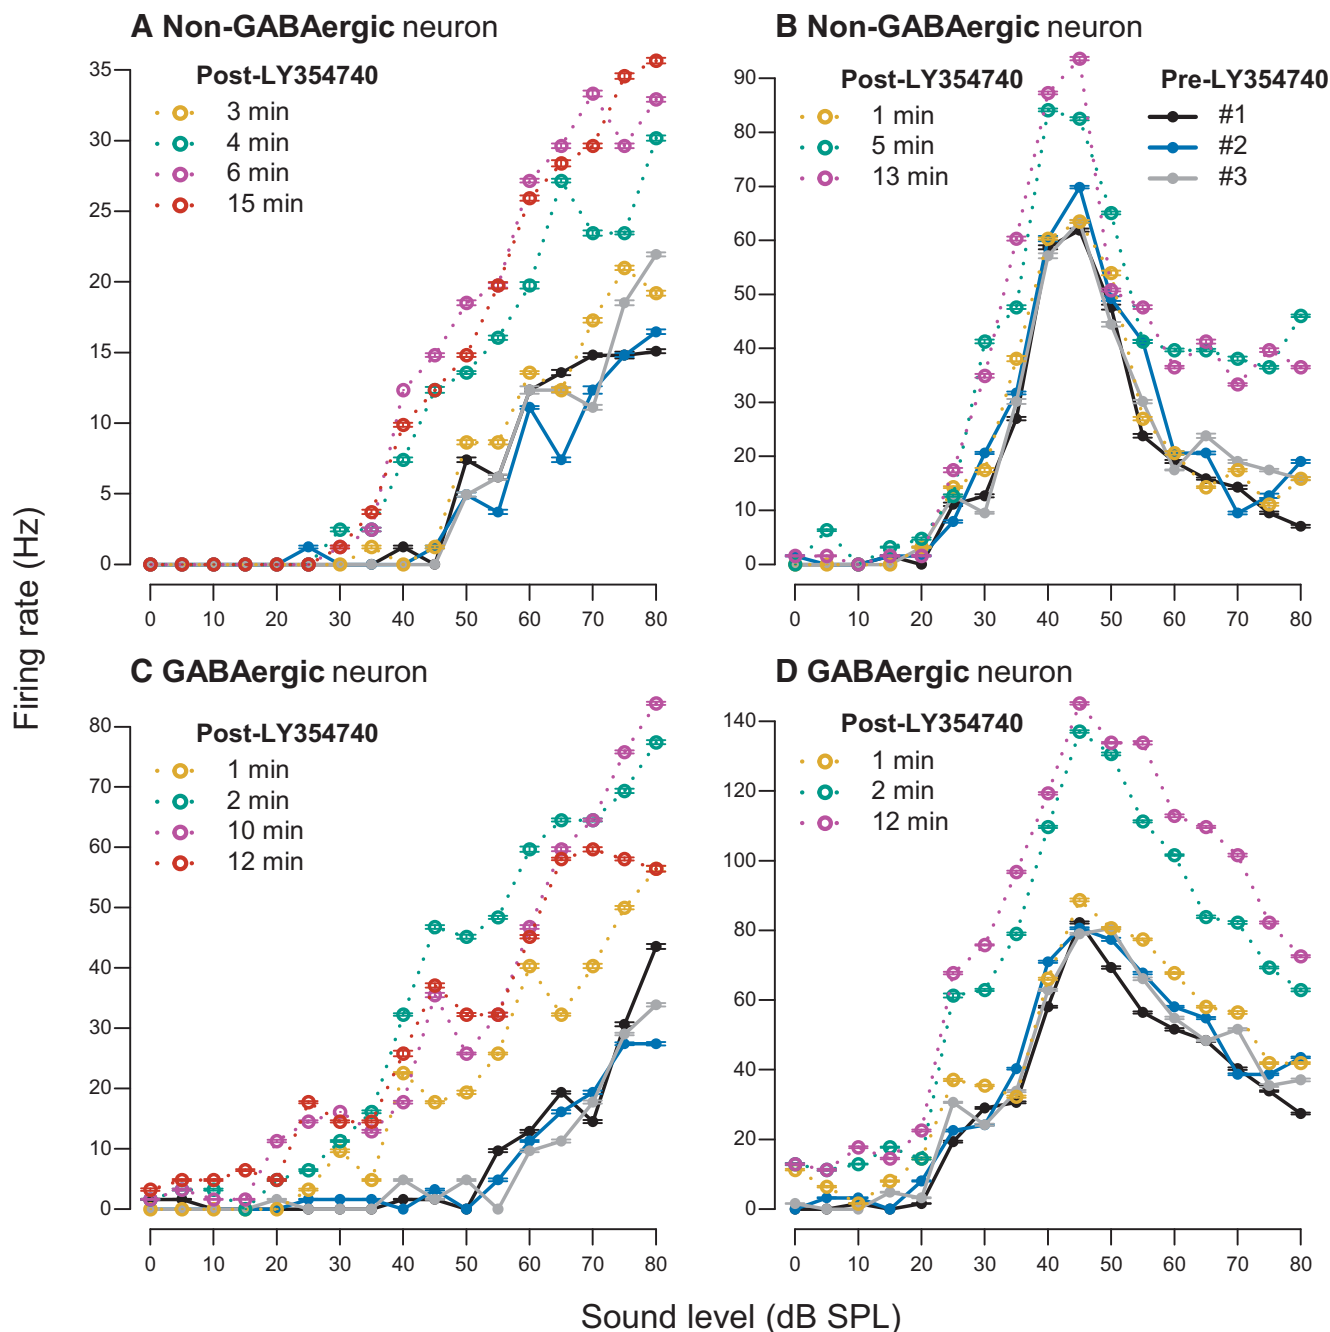 A Non-GABAergic neuron
Post-LY354740
3 min
4 min
6 min
15 min
35
30
25
20
15
10
5
0
0 10 20 30 40 50 60 70 80
B Non-GABAergic neuron
Post-LY354740
1 min
5 min
13 min
Pre-LY354740
#1
#2
#3
90
80
70
60
50
40
30
20
10
0
0 10 20 30 40 50 60 70 80
C GABAergic neuron
Post-LY354740
1 min
2 min
10 min
12 min
80
70
60
50
40
30
20
10
0
0 10 20 30 40 50 60 70 80
D GABAergic neuron
Post-LY354740
1 min
2 min
12 min
140
120
100
80
60
40
20
0
0 10 20 30 40 50 60 70 80
Firing rate (Hz)
Sound level (dB SPL)